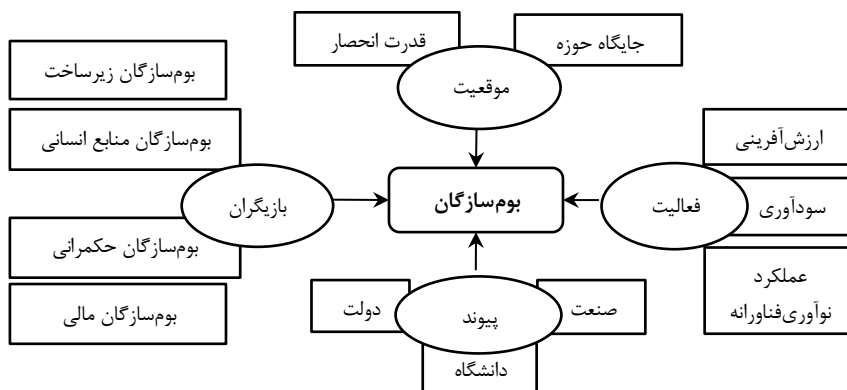 جایگاه حوزه
قدرت انحصار
موقعیت
بوم‌سازگان زیرساخت
بوم‌سازگان منابع انسانی
بازیگران
بوم‌سازگان حکمرانی
بوم‌سازگان مالی
بوم‌سازگان
ارزش‌آفرینی
سودآوری
فعالیت
عملکرد
نوآوری‌فناورانه
صنعت
پیوند
دولت
دانشگاه